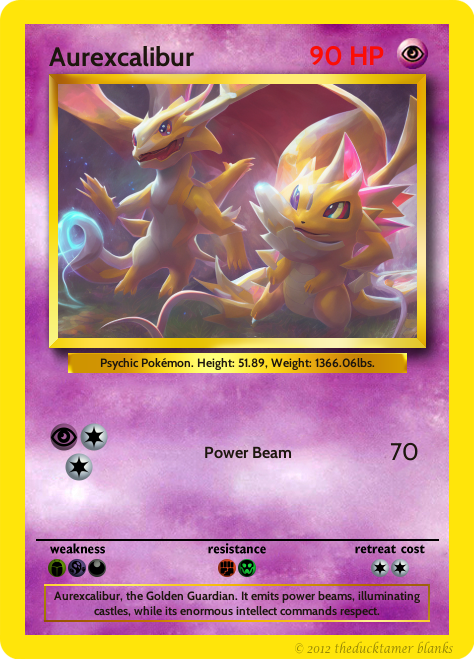 Aurexcalibur 90 HP
Psychic Pokémon. Height: 51.89, Weight: 1366.06lbs.
Power Beam 70
weakness resistance retreat cost
Aurexcalibur, the Golden Guardian. It emits power beams, illuminating
castles, while its enormous intellect commands respect.
© 2012 theducktamer blanks